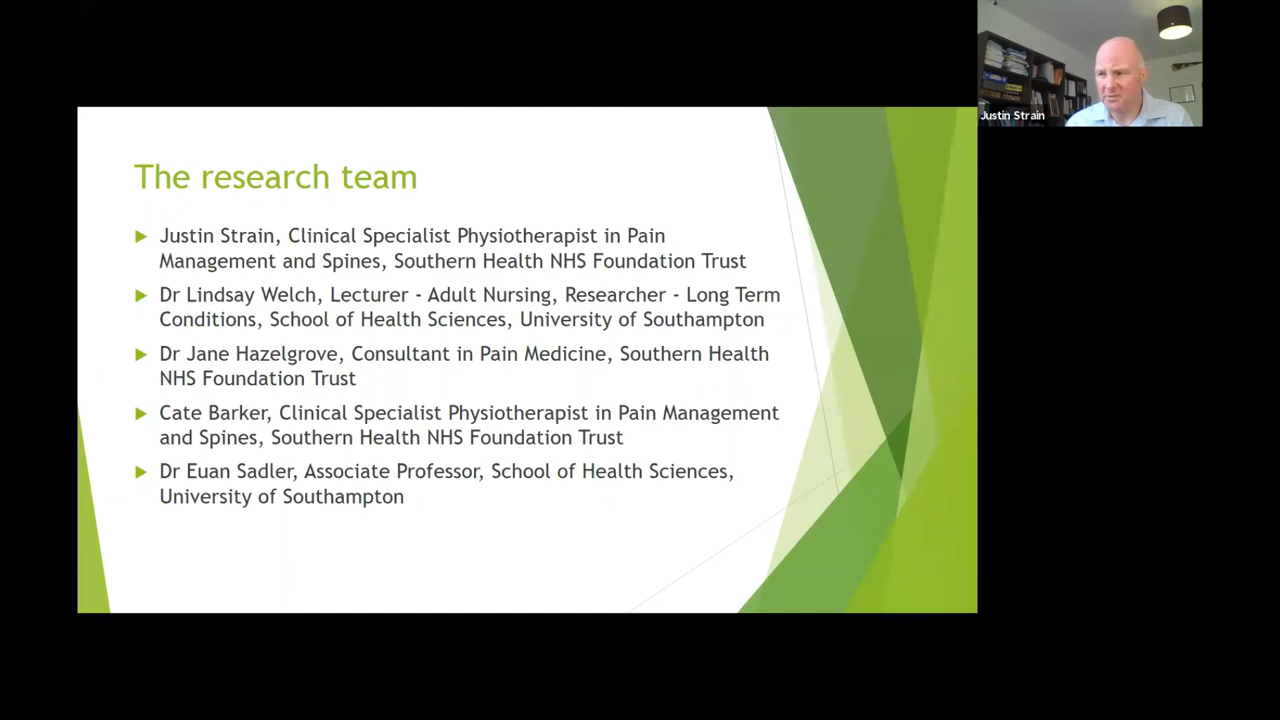 The research team
Justin Strain, Clinical Specialist Physiotherapist in Pain
Management and Spines, Southern Health NHS Foundation Trust
Dr Lindsay Welch, Lecturer - Adult Nursing, Researcher - Long Term
Conditions, School of Health Sciences, University of Southampton
Dr Jane Hazelgrove, Consultant in Pain Medicine, Southern Health
NHS Foundation Trust
Cate Barker, Clinical Specialist Physiotherapist in Pain Management
and Spines, Southern Health NHS Foundation Trust
Dr Euan Sadler, Associate Professor, School of Health Sciences,
University of Southampton
Justin Strain